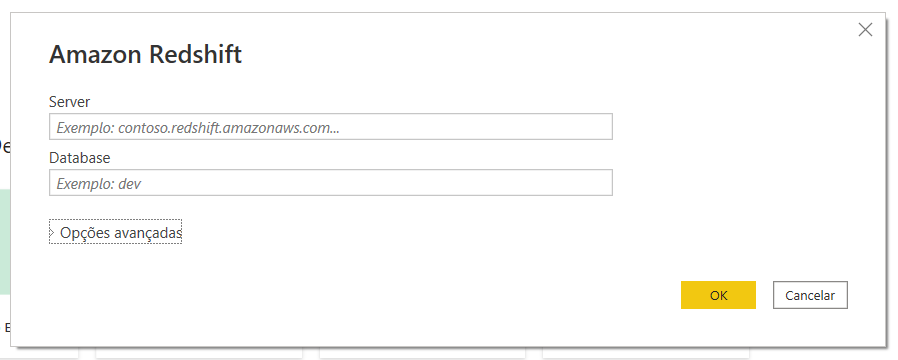 Amazon Redshift
Server
Exemplo: contoso.redshift.amazonaws.com...
Database
Exemplo: dev
Opções avançadas
OK
Cancelar